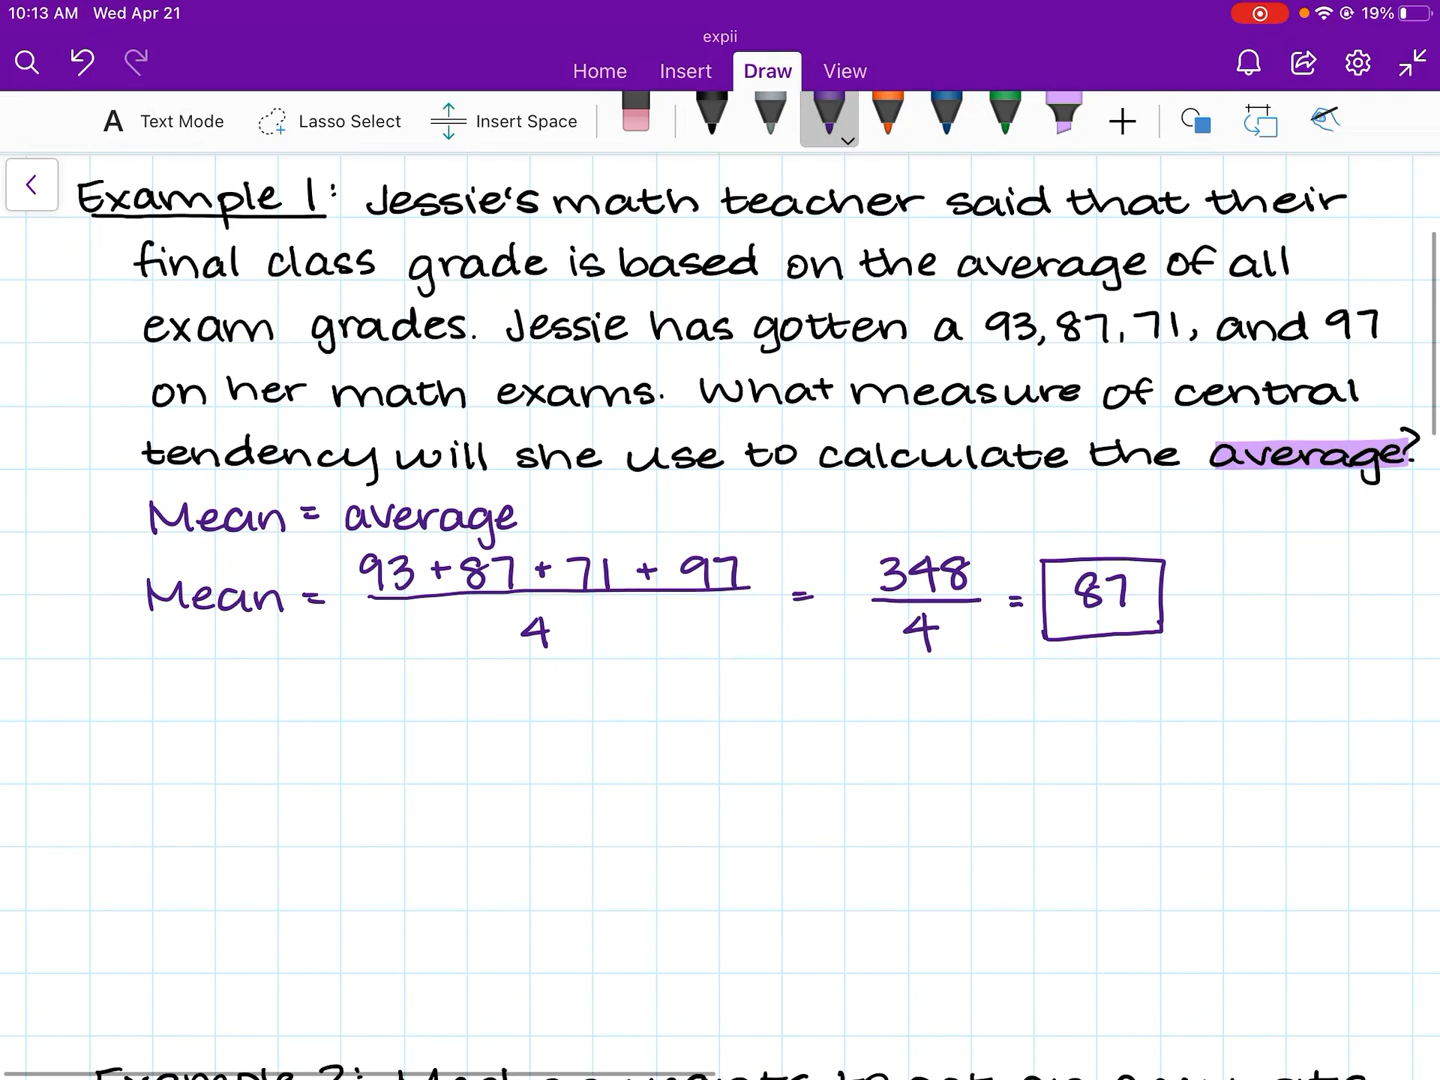 10:13 AM Wed Apr 21
19%
expii
Home Insert Draw View
A Text Mode Lasso Select Insert Space
Example 1: Jessie's math teacher said that their
final class grade is based on the average of all
exam grades. Jessie has gotten a 93, 87, 71, and 97
on her math exams. What measure of central
tendency will she use to calculate the average?
Mean = average
Mean = 93 + 87 + 71 + 97 / 4 = 348 / 4 = 87
Example 2: